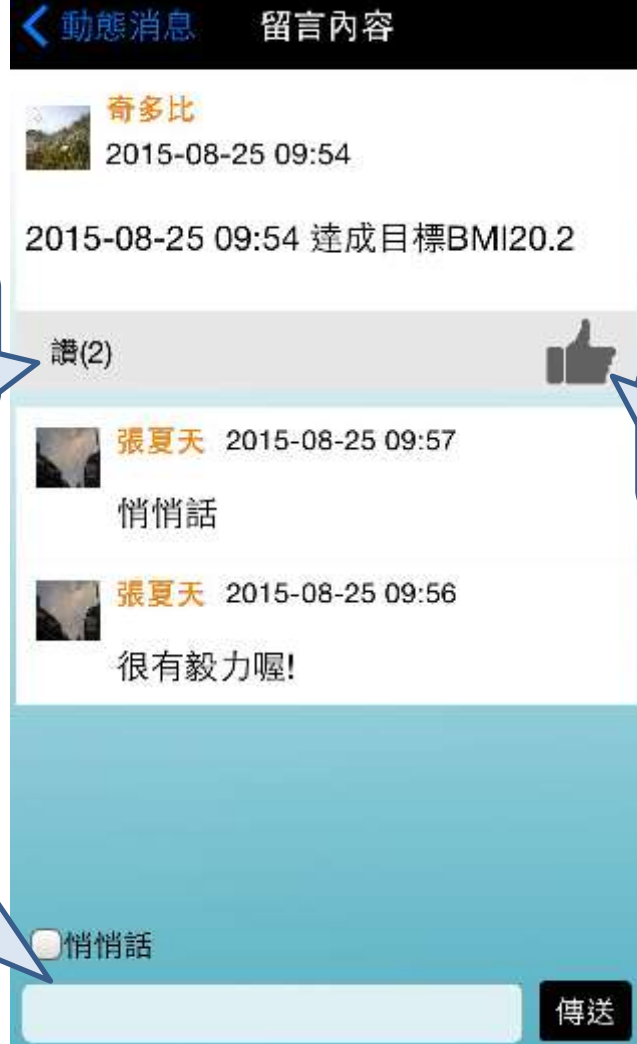 動態消息 留言內容
奇多比
2015-08-25 09:54
2015-08-25 09:54 達成目標BMI20.2
讚(2)
張夏天 2015-08-25 09:57
悄悄話
張夏天 2015-08-25 09:56
很有毅力喔!
悄悄話
傳送